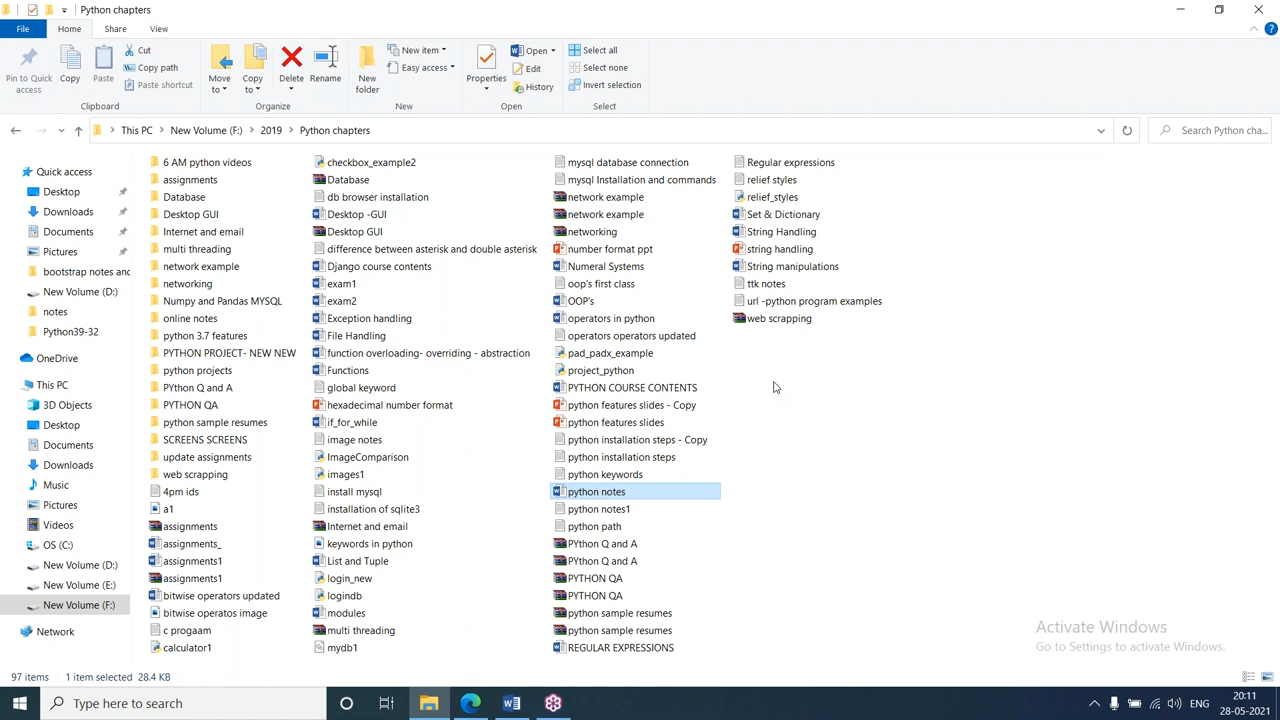 Python chapters
File
Home
Share
View
Pin to Quick access
Copy
Paste
Cut
Copy path
Paste shortcut
Clipboard
Move to
Copy to
Delete
Rename
Organize
New folder
New item
Easy access
New
Properties
Open
Edit
History
Open
Select all
Select none
Invert selection
Select
This PC
New Volume (F:)
2019
Python chapters
Search Python cha...
Quick access
Desktop
Downloads
Documents
Pictures
bootstrap notes and
New Volume (D:)
notes
Python39-32
OneDrive
This PC
3D Objects
Desktop
Documents
Downloads
Music
Pictures
Videos
OS (C:)
New Volume (D:)
New Volume (E:)
New Volume (F:)
Network
6 AM python videos
assignments
Database
Desktop GUI
Internet and email
multi threading
network example
networking
Numpy and Pandas MYSQL
online notes
python 3.7 features
PYTHON PROJECT- NEW NEW
python projects
PYthon Q and A
PYTHON QA
python sample resumes
SCREENS SCREENS
update assignments
web scrapping
4pm ids
a1
assignments
assignments_
assignments1
assignments1
bitwise operators updated
bitwise operators image
c progaam
calculator1
checkbox_example2
Database
db browser installation
Desktop -GUI
Desktop GUI
difference between asterisk and double asterisk
Django course contents
exam1
exam2
Exception handling
File Handling
function overloading- overriding - abstraction
Functions
global keyword
hexadecimal number format
if_for_while
image notes
ImageComparison
images1
install mysql
installation of sqlite3
Internet and email
keywords in python
List and Tuple
login_new
logindb
modules
multi threading
mydb1
mysql database connection
mysql Installation and commands
network example
network example
networking
number format ppt
Numeral Systems
oop's first class
OOP's
operators in python
operators operators updated
pad_padx_example
project_python
PYTHON COURSE CONTENTS
python features slides - Copy
python features slides
python installation steps - Copy
python installation steps
python keywords
python notes
python notes1
python path
PYthon Q and A
PYthon Q and A
PYTHON QA
PYTHON QA
python sample resumes
python sample resumes
REGULAR EXPRESSIONS
Regular expressions
relief styles
relief_styles
Set & Dictionary
String Handling
string handling
String manipulations
ttk notes
url -python program examples
web scrapping
Activate Windows
Go to Settings to activate Windows.
97 items
1 item selected 28.4 KB
Type here to search
ENG
20:11
28-05-2021